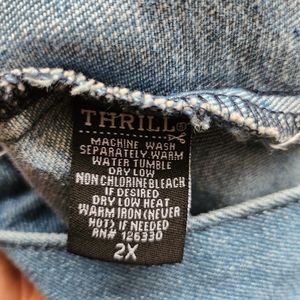 THRILL
MACHINE WASH
SEPARATELY.WARM
WATER TUMBLE
DRY LOW
NON CHLORINE BLEACH
IF DESIRED
DRY LOW HEAT
WARM IRON (NEVER
HOT) IF NEEDED
RN# 126330
2X